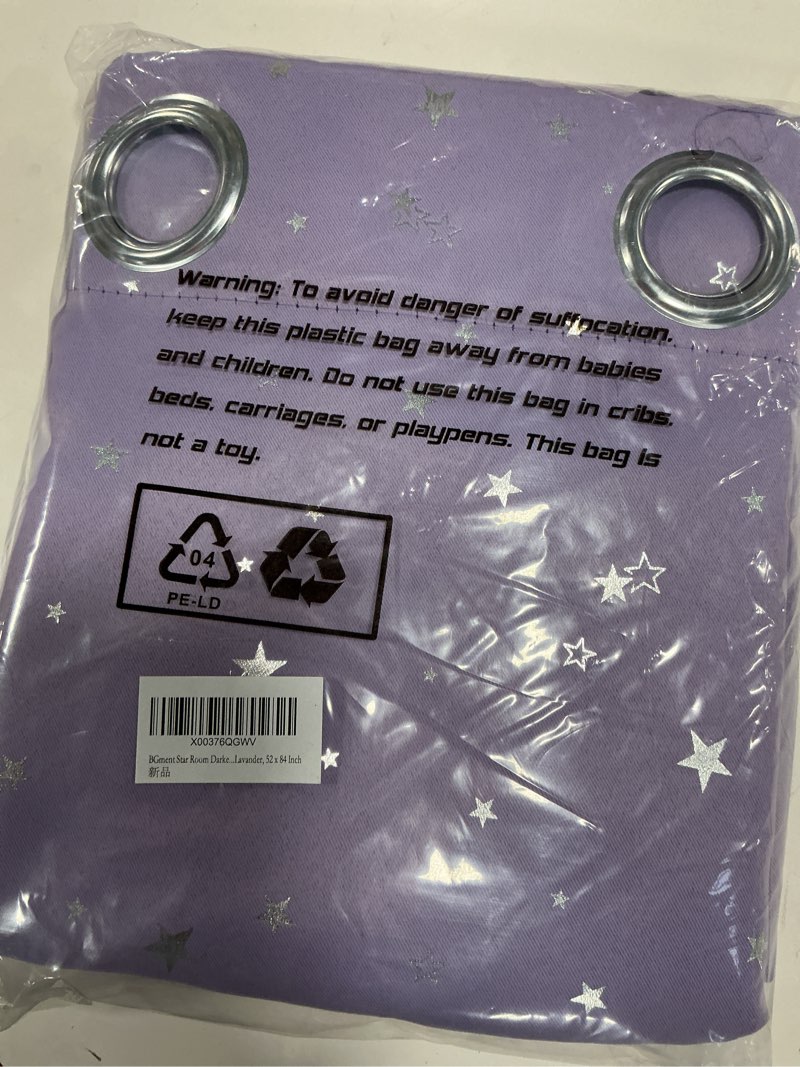 Warning: To avoid danger of suffocation,
keep this plastic bag away from babies
and children. Do not use this bag in cribs,
beds, carriages, or playpens. This bag is
not a toy.
04
PE-LD
X00376QGWV
BGment Star Room Darke...Lavander, 52 x 84 Inch
新品